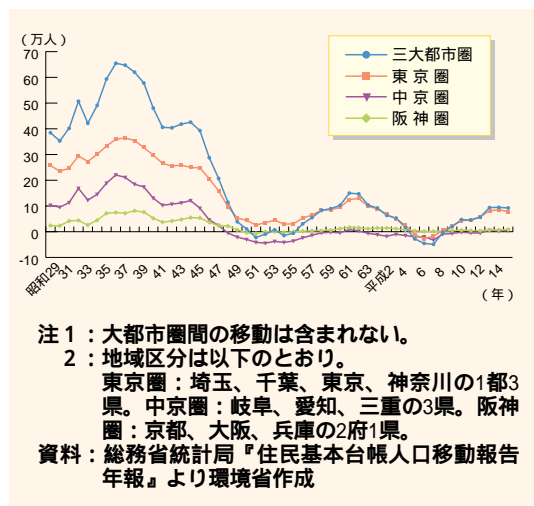 (万人)
三大都市圏
東京圏
中京圏
阪神圏
70
60
50
40
30
20
10
0
-10
昭和29 31 33 35 37 39 41 43 45 47 49 51 53 55 57 59 61 63 平成2 4 6 8 10 12 14
(年)
注1：大都市圏間の移動は含まれない。
2：地域区分は以下のとおり。
東京圏：埼玉、千葉、東京、神奈川の1都3
県。中京圏：岐阜、愛知、三重の3県。阪神
圏：京都、大阪、兵庫の2府1県。
資料：総務省統計局『住民基本台帳人口移動報告
年報』より環境省作成